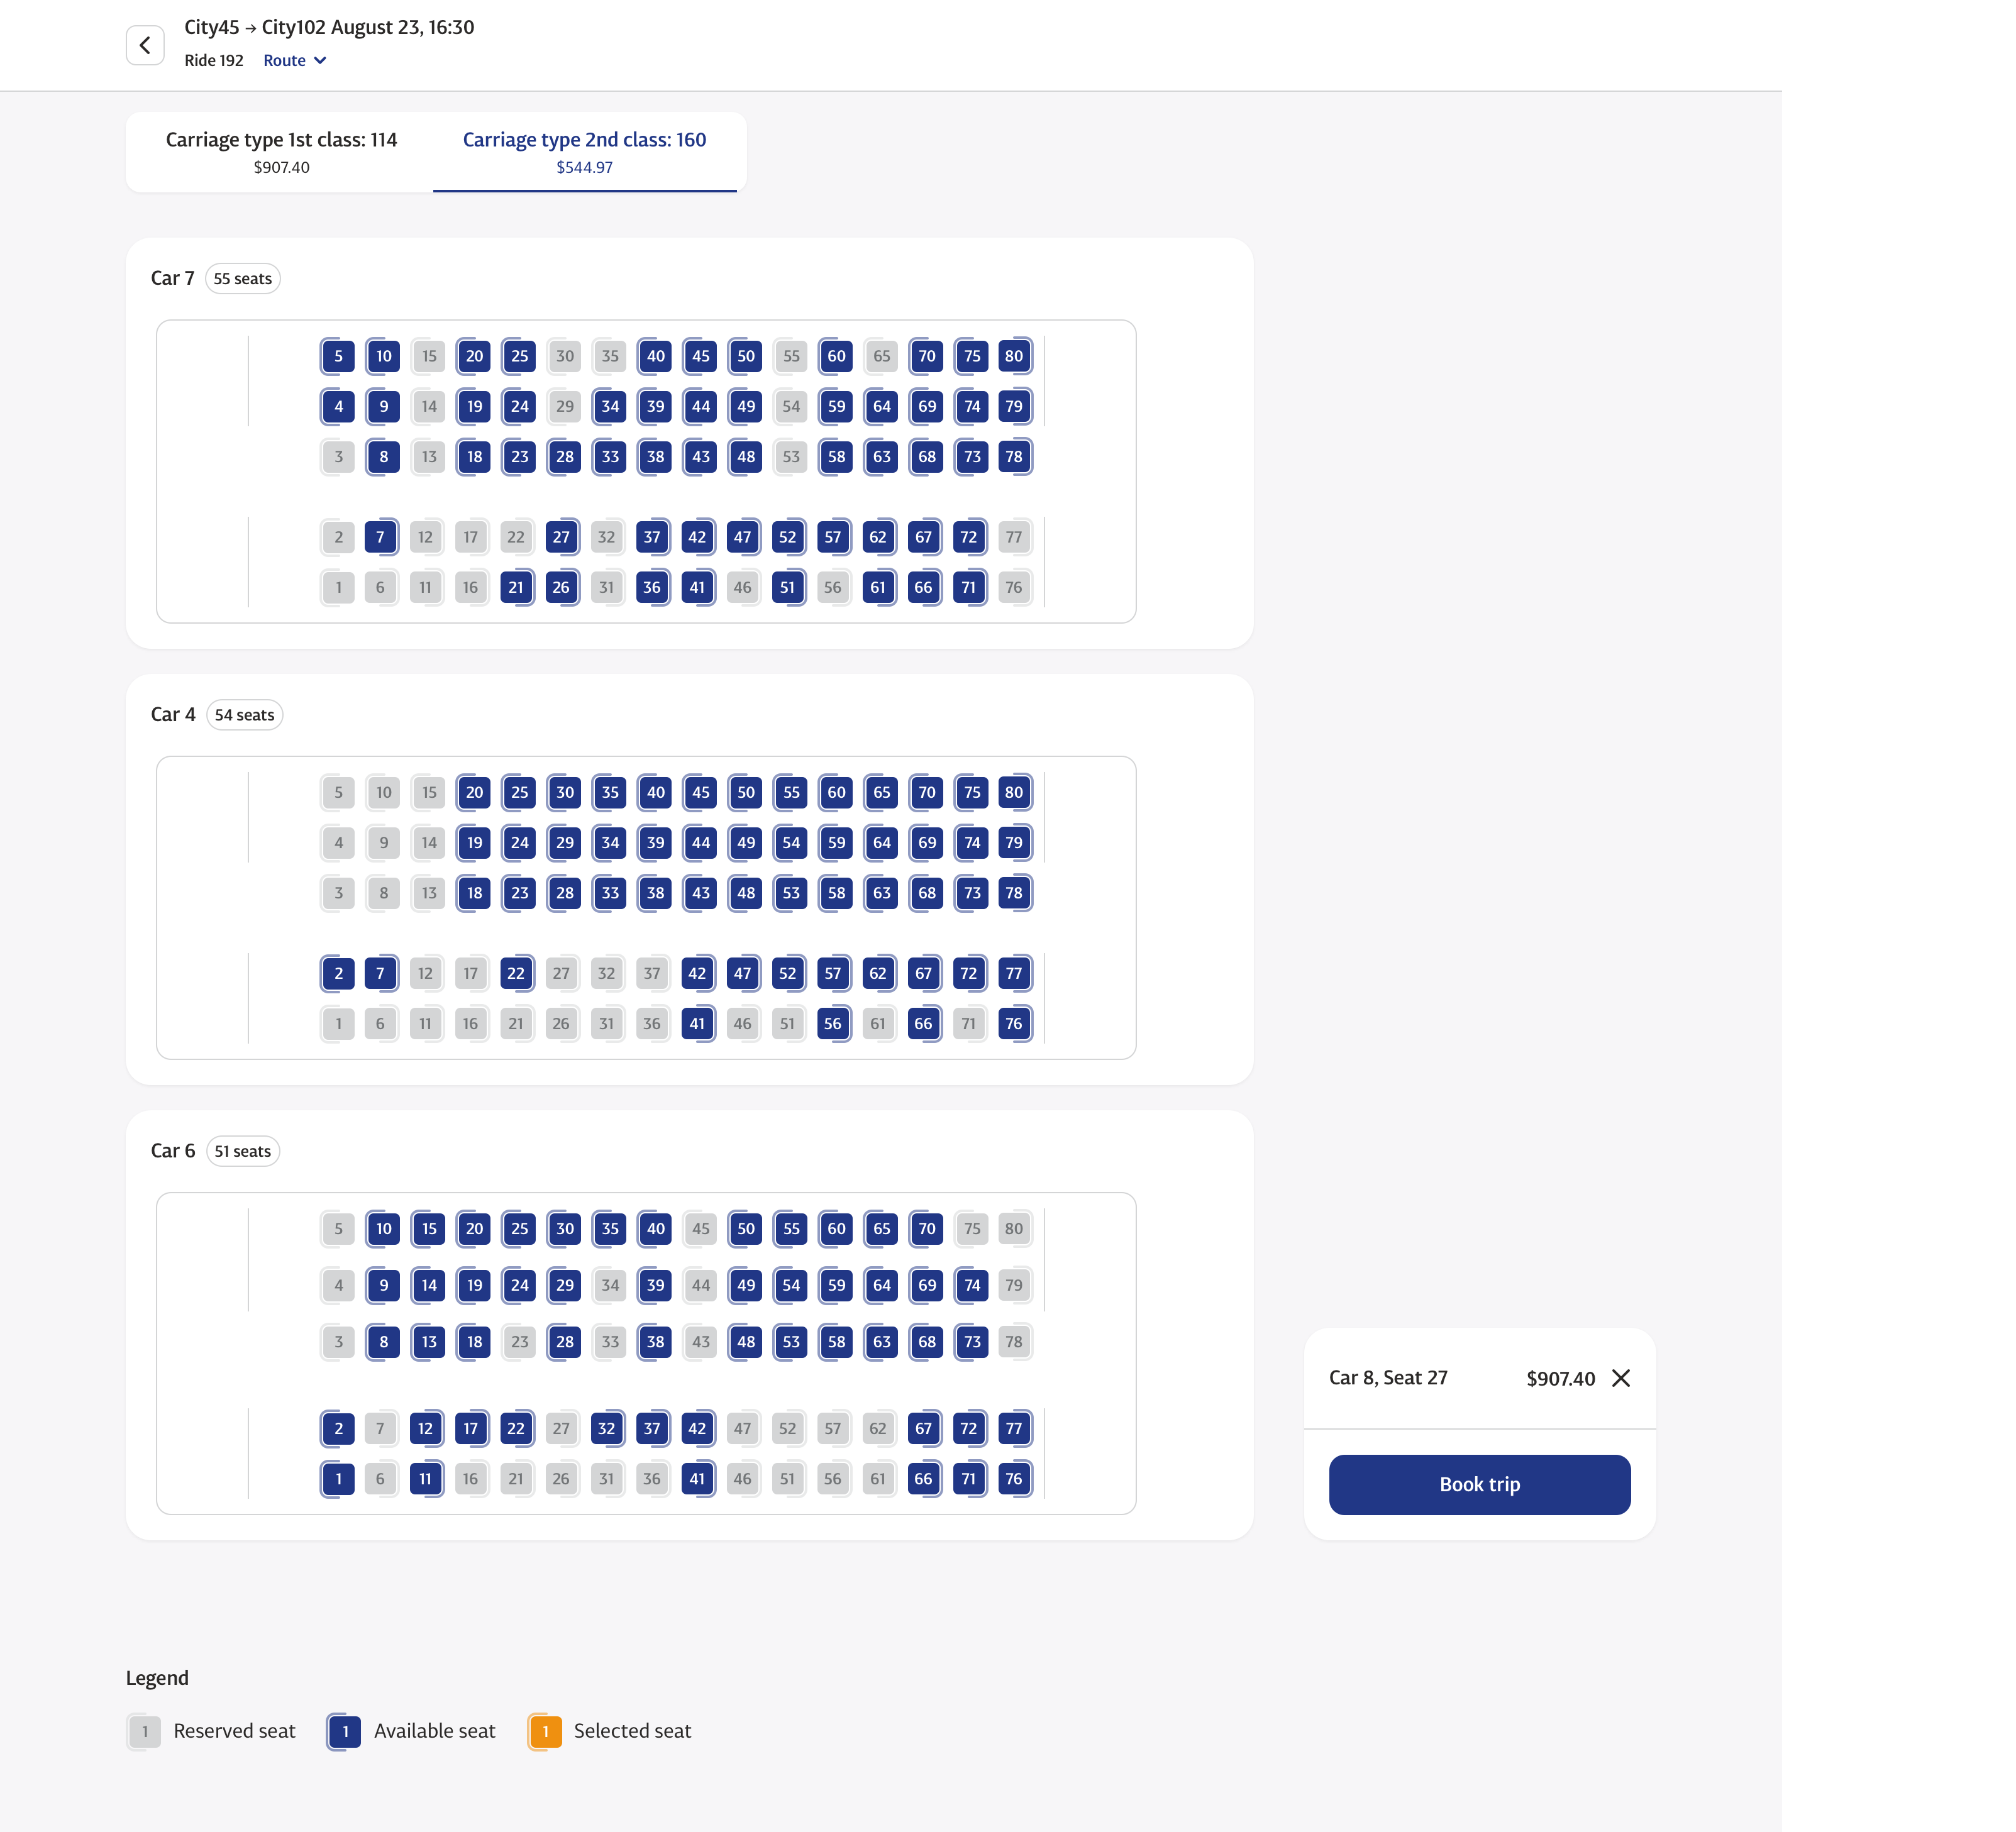 City45 → City102 August 23, 16:30
Ride 192 Route
Carriage type 1st class: 114
$907.40
Carriage type 2nd class: 160
$544.97
Car 7 55 seats
5 10 15 20 25 30 35 40 45 50 55 60 65 70 75 80
4 9 14 19 24 29 34 39 44 49 54 59 64 69 74 79
3 8 13 18 23 28 33 38 43 48 53 58 63 68 73 78
2 7 12 17 22 27 32 37 42 47 52 57 62 67 72 77
1 6 11 16 21 26 31 36 41 46 51 56 61 66 71 76
Car 4 54 seats
5 10 15 20 25 30 35 40 45 50 55 60 65 70 75 80
4 9 14 19 24 29 34 39 44 49 54 59 64 69 74 79
3 8 13 18 23 28 33 38 43 48 53 58 63 68 73 78
2 7 12 17 22 27 32 37 42 47 52 57 62 67 72 77
1 6 11 16 21 26 31 36 41 46 51 56 61 66 71 76
Car 6 51 seats
5 10 15 20 25 30 35 40 45 50 55 60 65 70 75 80
4 9 14 19 24 29 34 39 44 49 54 59 64 69 74 79
3 8 13 18 23 28 33 38 43 48 53 58 63 68 73 78
2 7 12 17 22 27 32 37 42 47 52 57 62 67 72 77
1 6 11 16 21 26 31 36 41 46 51 56 61 66 71 76
Car 8, Seat 27 $907.40
Book trip
Legend
1 Reserved seat 1 Available seat 1 Selected seat